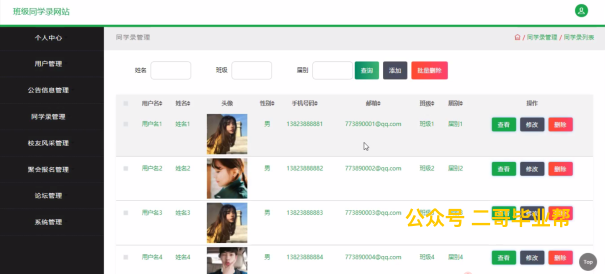 班级同学录网站
个人中心
用户管理
公告信息管理
同学录管理
校友风采管理
聚会报名管理
论坛管理
系统管理
同学录管理
/ 同学录管理 / 同学录列表
姓名 班级 届别 查询 添加 批量删除
用户名 姓名 头像 性别 手机号码 邮箱 班级 届别 操作
用户名1 姓名1 男 13823888881 773890001@qq.com 班级1 届别1 查看 修改 删除
用户名2 姓名2 男 13823888882 773890002@qq.com 班级2 届别2 查看 修改 删除
用户名3 姓名3 男 13823888883 773890003@qq.com 班级3 届别3 查看 修改 删除
公众号 二哥毕业帮
用户名4 姓名4 男 13823888884 773890004@qq.com 班级4 届别4 查看 修改 删除
Top